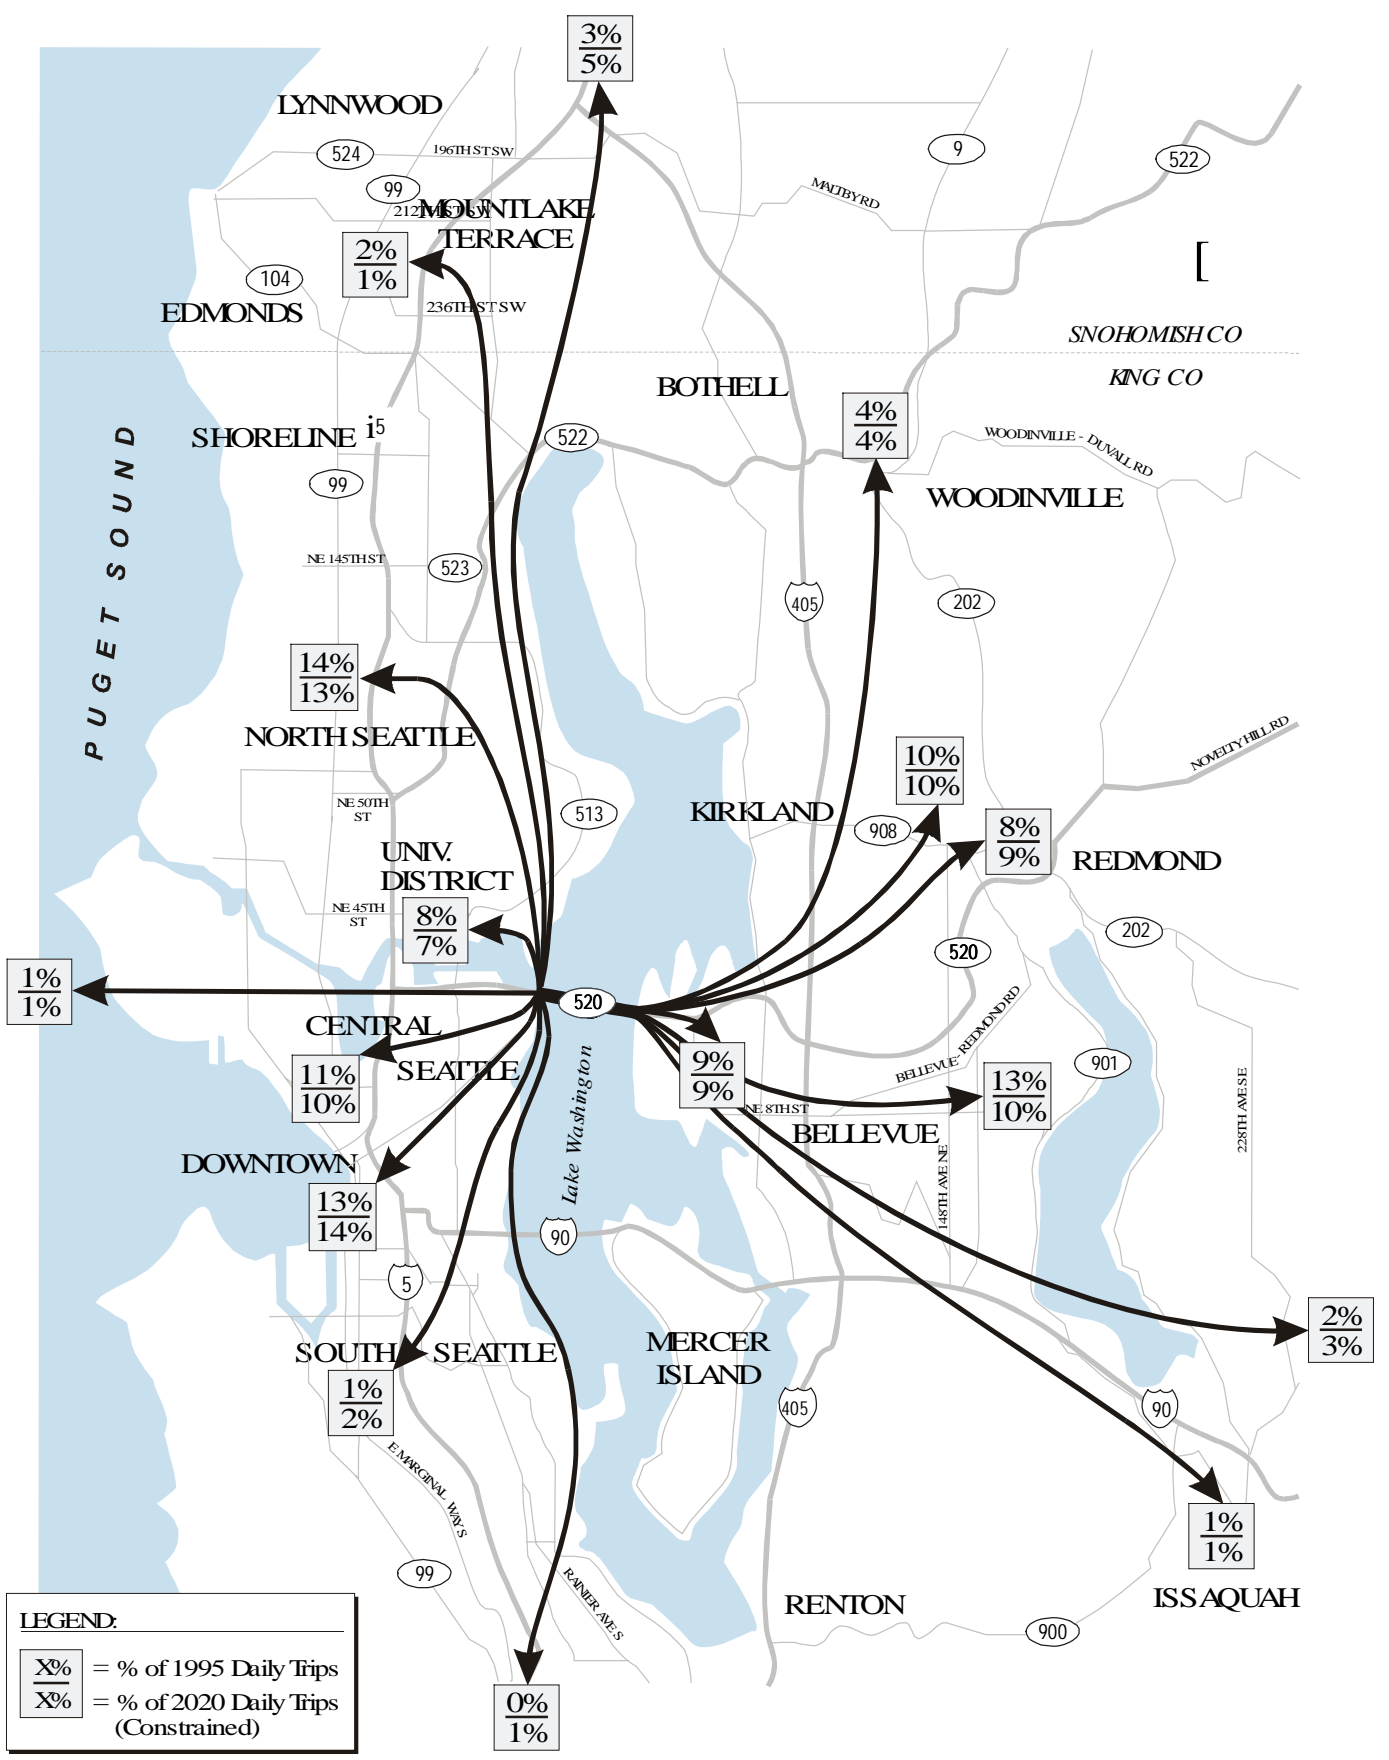 3%
5%
LYNNWOOD
524
196TH ST SW
9
522
99
MALTBY RD
212TH ST SW
MOUNTLAKE
TERRACE
2%
1%
[
104
EDMONDS
236TH ST SW
SNOHOMISH CO
KING CO
BOTHELL
4%
4%
SHORELINE
i5
522
WOODINVILLE - DUVALL RD
99
WOODINVILLE
PUGET SOUND
NE 145TH ST
523
405
202
14%
13%
NORTH SEATTLE
NOVELTY HILL RD
10%
10%
NE 50TH
ST
513
KIRKLAND
908
8%
9%
REDMOND
UNIV.
DISTRICT
NE 45TH
ST
8%
7%
202
520
1%
1%
520
BELLEVUE - REDMOND RD
CENTRAL
SEATTLE
11%
10%
Lake Washington
9%
9%
901
13%
10%
NE 8TH ST
BELLEVUE
228TH AVE SE
148TH AVE NE
DOWNTOWN
13%
14%
90
5
2%
3%
SOUTH SEATTLE
MERCER
ISLAND
1%
2%
405
90
E MARGINAL WAY S
1%
1%
99
RAINIER AVE S
RENTON
ISSAQUAH
900
LEGEND:
X%
X%
= % of 1995 Daily Trips
= % of 2020 Daily Trips
(Constrained)
0%
1%